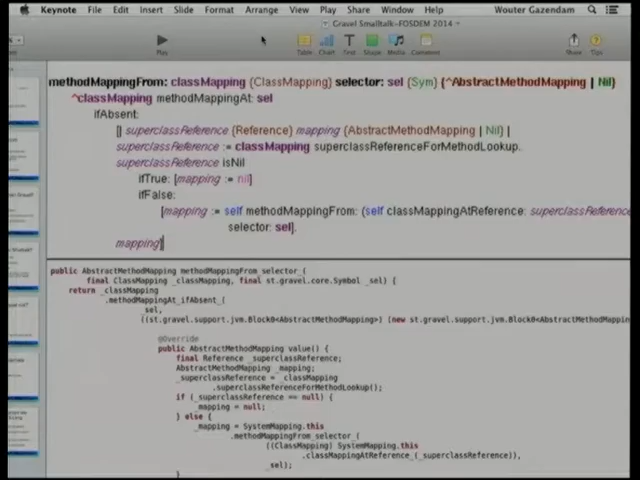 Keynote File Edit Insert Slide Format Arrange View Play Share Window Help Wouter Gazendam
Gravel Smalltalk-FOSDEM 2014
Play Table Chart Text Shape Media Comment Share Tips
methodMappingFrom: classMapping {ClassMapping} selector: sel {Sym} {^AbstractMethodMapping | Nil}
^classMapping methodMappingAt: sel
ifAbsent:
[| superclassReference {Reference} mapping {AbstractMethodMapping | Nil} |
superclassReference := classMapping superclassReferenceForMethodLookup.
superclassReference isNil
ifTrue: [mapping := nil]
ifFalse:
[mapping := self methodMappingFrom: (self classMappingAtReference: superclassReference
selector: sel].
mapping]
public AbstractMethodMapping methodMappingFrom_selector_(
final ClassMapping _classMapping, final st.gravel.core.Symbol _sel) {
return _classMapping
.methodMappingAt_ifAbsent_(
_sel,
((st.gravel.support.jvm.Block0<AbstractMethodMapping>) (new st.gravel.support.jvm.Block0<AbstractMethodMapping
@Override
public AbstractMethodMapping value() {
final Reference _superclassReference;
AbstractMethodMapping _mapping;
_superclassReference = _classMapping
.superclassReferenceForMethodLookup();
if (_superclassReference == null) {
_mapping = null;
} else {
_mapping = SystemMapping.this
.methodMappingFrom_selector_(
((ClassMapping) SystemMapping.this
.classMappingAtReference_(_superclassReference)),
_sel);
}